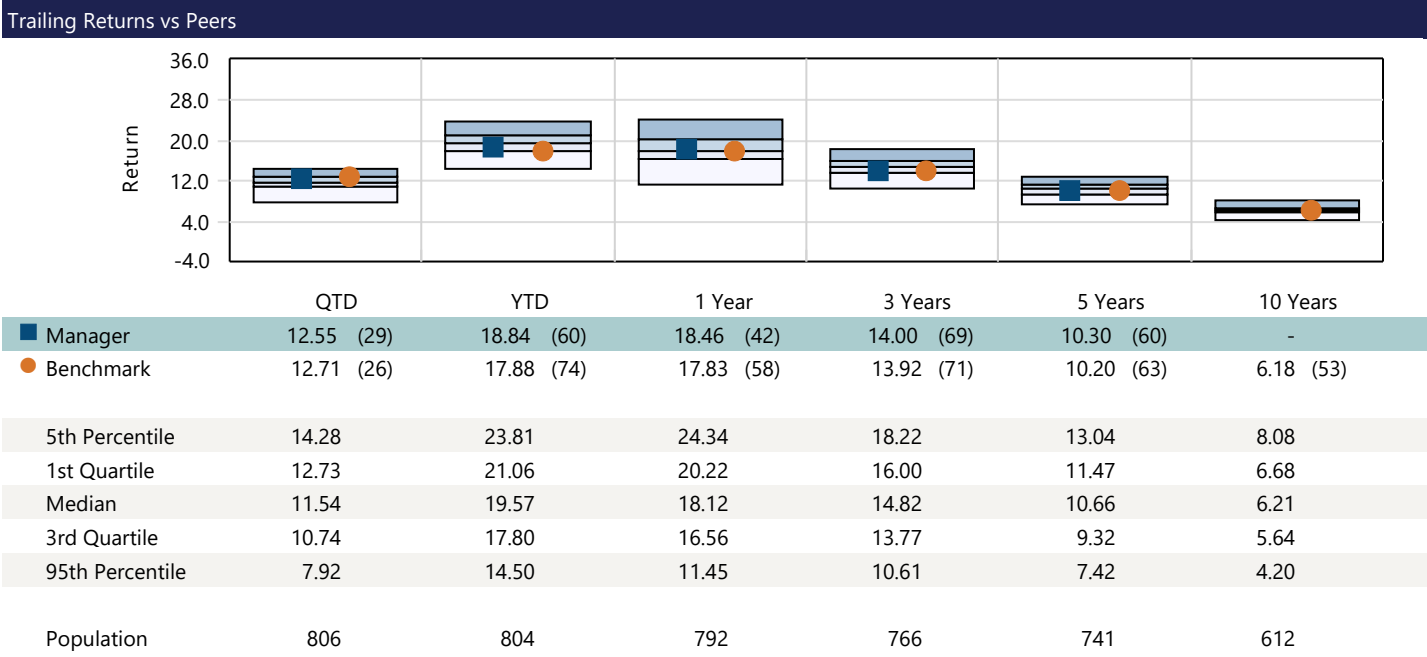 Trailing Returns vs Peers
36.0
28.0
20.0
12.0
4.0
-4.0
Return
QTD YTD 1 Year 3 Years 5 Years 10 Years
Manager 12.55 (29) 18.84 (60) 18.46 (42) 14.00 (69) 10.30 (60) -
Benchmark 12.71 (26) 17.88 (74) 17.83 (58) 13.92 (71) 10.20 (63) 6.18 (53)
5th Percentile 14.28 23.81 24.34 18.22 13.04 8.08
1st Quartile 12.73 21.06 20.22 16.00 11.47 6.68
Median 11.54 19.57 18.12 14.82 10.66 6.21
3rd Quartile 10.74 17.80 16.56 13.77 9.32 5.64
95th Percentile 7.92 14.50 11.45 10.61 7.42 4.20
Population 806 804 792 766 741 612